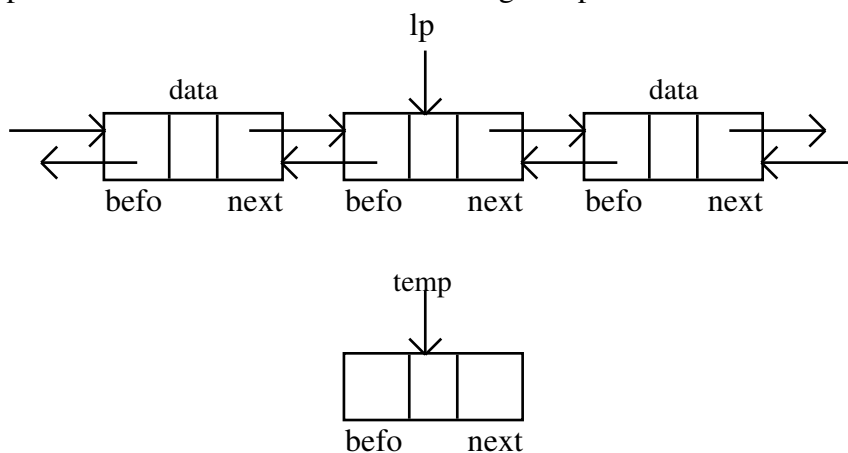 lp
data data
befo next befo next befo next
temp
befo next